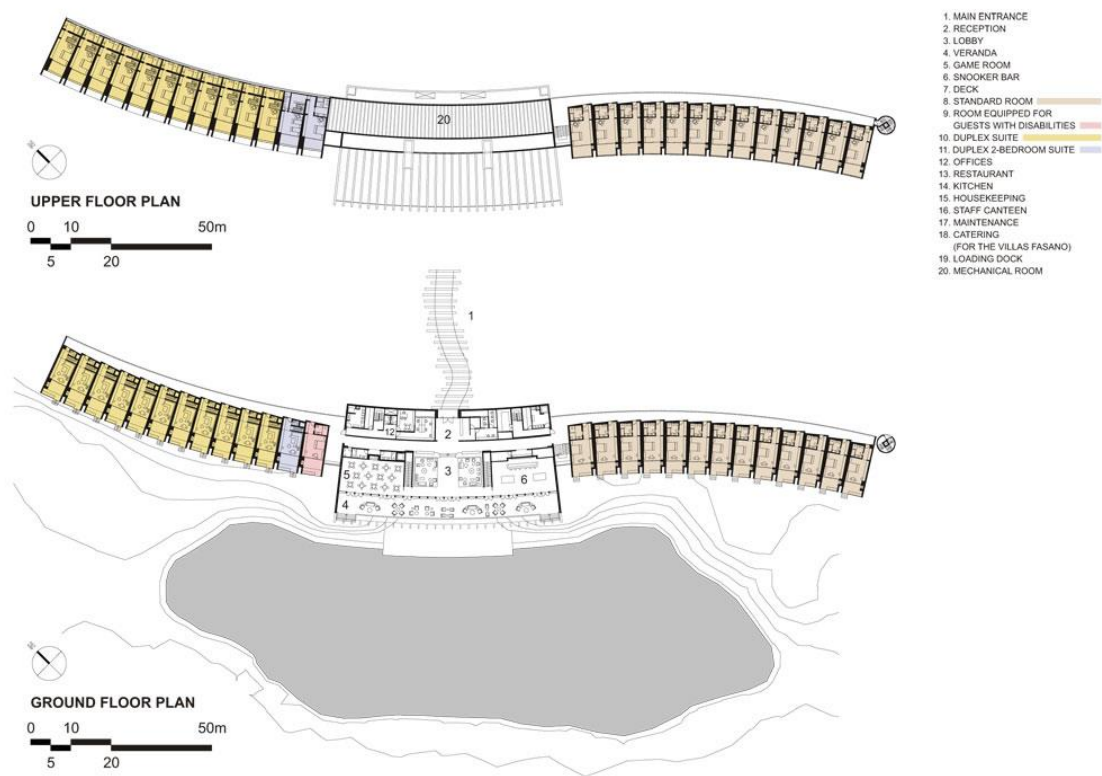 1. MAIN ENTRANCE
2. RECEPTION
3. LOBBY
4. VERANDA
5. GAME ROOM
6. SNOOKER BAR
7. DECK
8. STANDARD ROOM
9. ROOM EQUIPPED FOR
GUESTS WITH DISABILITIES
10. DUPLEX SUITE
11. DUPLEX 2-BEDROOM SUITE
12. OFFICES
13. RESTAURANT
14. KITCHEN
15. HOUSEKEEPING
16. STAFF CANTEEN
17. MAINTENANCE
18. CATERING
(FOR THE VILLAS FASANO)
19. LOADING DOCK
20. MECHANICAL ROOM
20
N
UPPER FLOOR PLAN
0 10 50m
5 20
1
12
2
3
5
6
4
N
GROUND FLOOR PLAN
0 10 50m
5 20